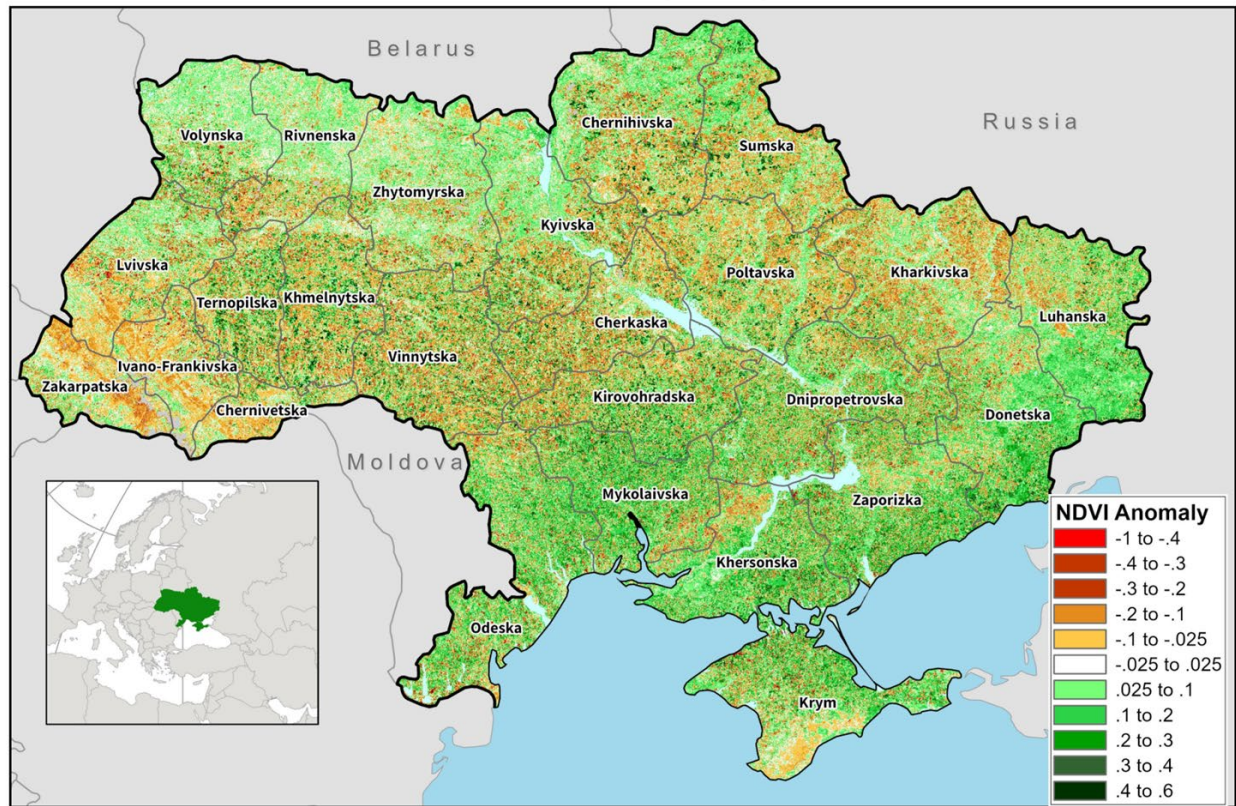 Belarus
Russia
Chernihivska
Volynska
Rivnenska
Sumska
Zhytomyrska
Kyivska
Lvivska
Poltavska
Kharkivska
Ternopilska
Khmelnytska
Luhanska
Cherkaska
Vinnytska
Ivano-Frankivska
Zakarpatska
Kirovohradska
Dnipropetrovska
Chernivetska
Donetska
Moldova
Mykolaivska
Zaporizka
Khersonska
Odeska
Krym
NDVI Anomaly
-1 to -.4
-.4 to -.3
-.3 to -.2
-.2 to -.1
-.1 to -.025
-.025 to .025
.025 to .1
.1 to .2
.2 to .3
.3 to .4
.4 to .6